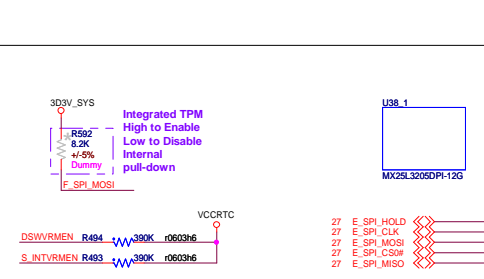 3D3V_SYS
R592
8.2K
+/-5%
Dummy
Integrated TPM
High to Enable
Low to Disable
Internal
pull-down
F_SPI_MOSI
U38_1
MX25L3205DPI-12G
VCCRTC
DSWVRMEN R494 390K r0603h6
S_INTVRMEN R493 390K r0603h6
27 E_SPI_HOLD
27 E_SPI_CLK
27 E_SPI_MOSI
27 E_SPI_CS0#
27 E_SPI_MISO